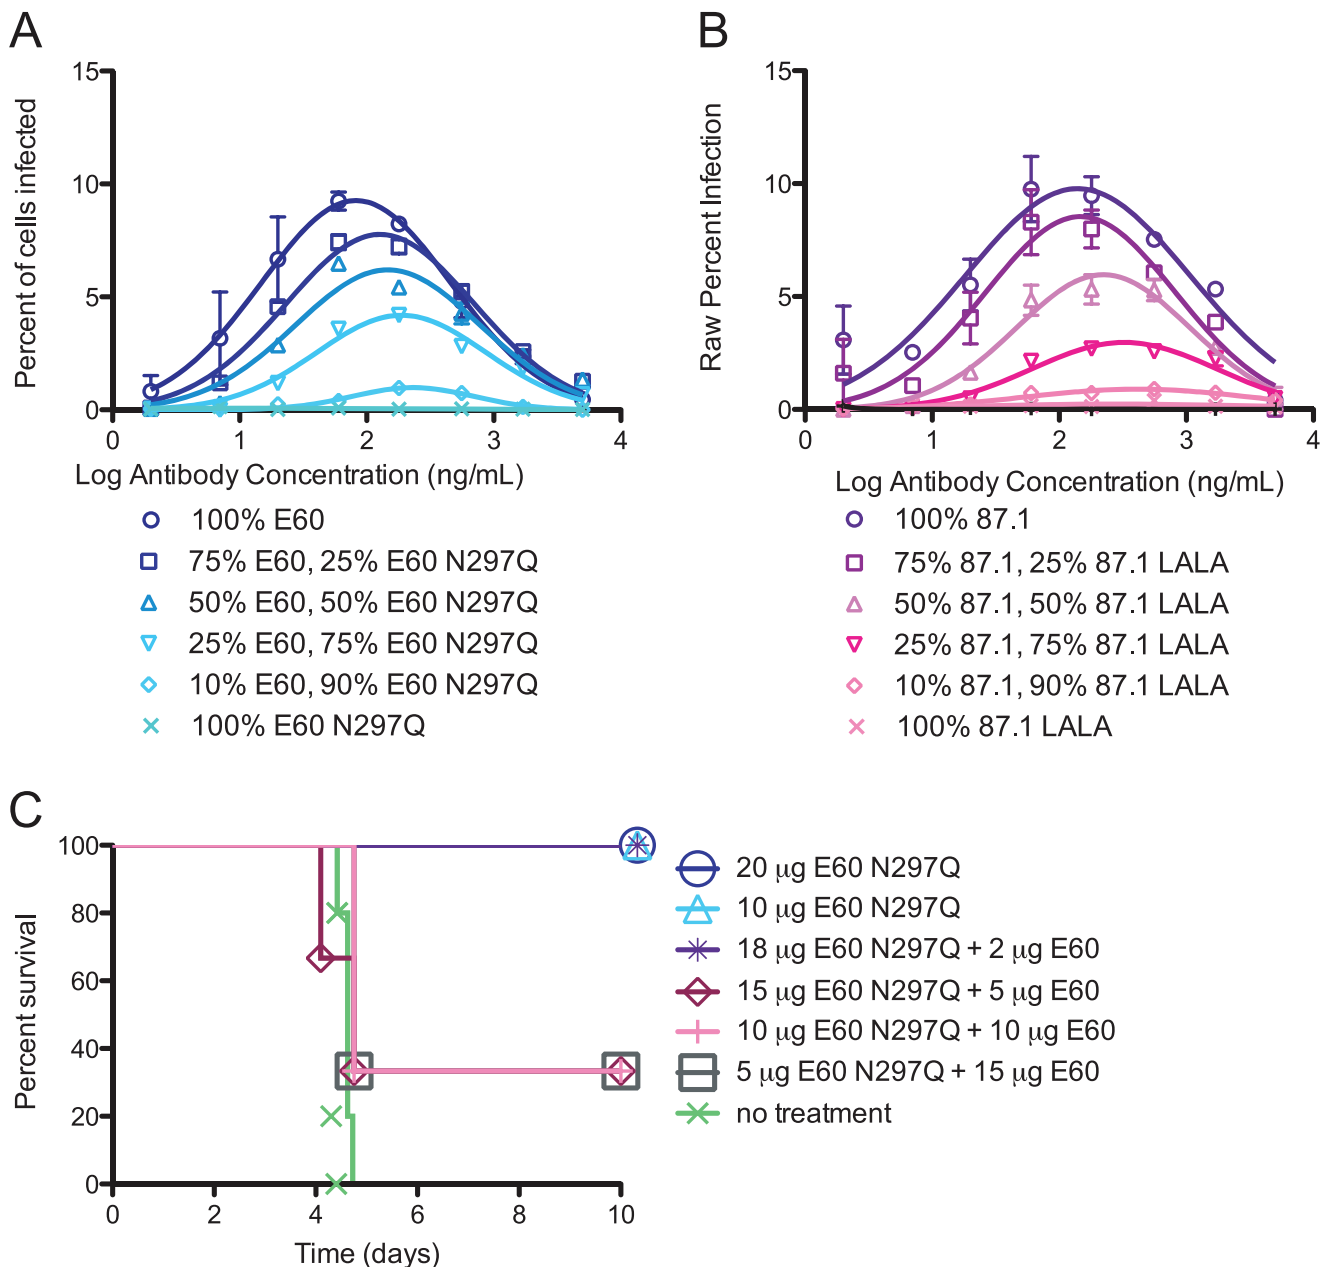 A
15
10
5
0
Percent of cells infected
0 1 2 3 4
Log Antibody Concentration (ng/mL)
100% E60
75% E60, 25% E60 N297Q
50% E60, 50% E60 N297Q
25% E60, 75% E60 N297Q
10% E60, 90% E60 N297Q
100% E60 N297Q
B
15
10
5
0
Raw Percent Infection
0 1 2 3 4
Log Antibody Concentration (ng/mL)
100% 87.1
75% 87.1, 25% 87.1 LALA
50% 87.1, 50% 87.1 LALA
25% 87.1, 75% 87.1 LALA
10% 87.1, 90% 87.1 LALA
100% 87.1 LALA
C
100
80
60
40
20
0
Percent survival
0 2 4 6 8 10
Time (days)
20 μg E60 N297Q
10 μg E60 N297Q
18 μg E60 N297Q + 2 μg E60
15 μg E60 N297Q + 5 μg E60
10 μg E60 N297Q + 10 μg E60
5 μg E60 N297Q + 15 μg E60
no treatment